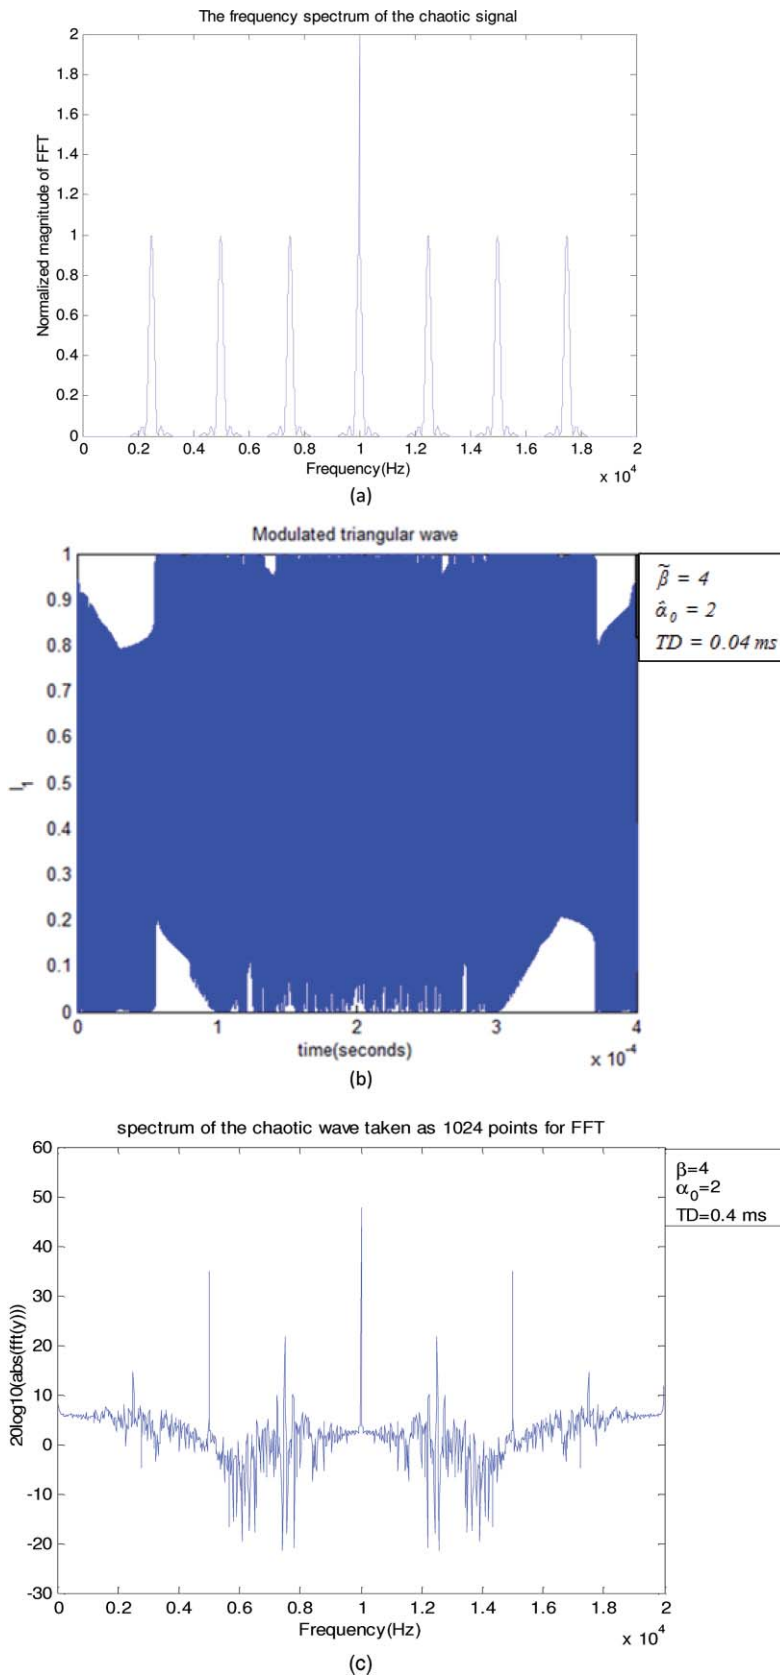 The frequency spectrum of the chaotic signal
Normalized magnitude of FFT
2
1.8
1.6
1.4
1.2
1
0.8
0.6
0.4
0.2
0
0 0.2 0.4 0.6 0.8 1 1.2 1.4 1.6 1.8 2
Frequency(Hz)
x 10^4
(a)
Modulated triangular wave
β̃ = 4
α̂_0 = 2
TD = 0.04 ms
I_1
1
0.9
0.8
0.7
0.6
0.5
0.4
0.3
0.2
0.1
0
0 1 2 3 4
time(seconds)
x 10^-4
(b)
spectrum of the chaotic wave taken as 1024 points for FFT
β=4
α_0=2
TD=0.4 ms
20log10(abs(fft(y)))
60
50
40
30
20
10
0
-10
-20
-30
0 0.2 0.4 0.6 0.8 1 1.2 1.4 1.6 1.8 2
Frequency(Hz)
x 10^4
(c)